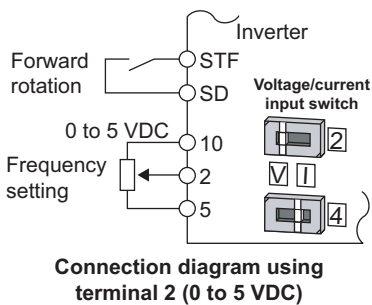 Inverter
Forward
rotation
STF
SD
Voltage/current
input switch
0 to 5 VDC
10
2
Frequency
setting
2
V I
5
4
Connection diagram using
terminal 2 (0 to 5 VDC)